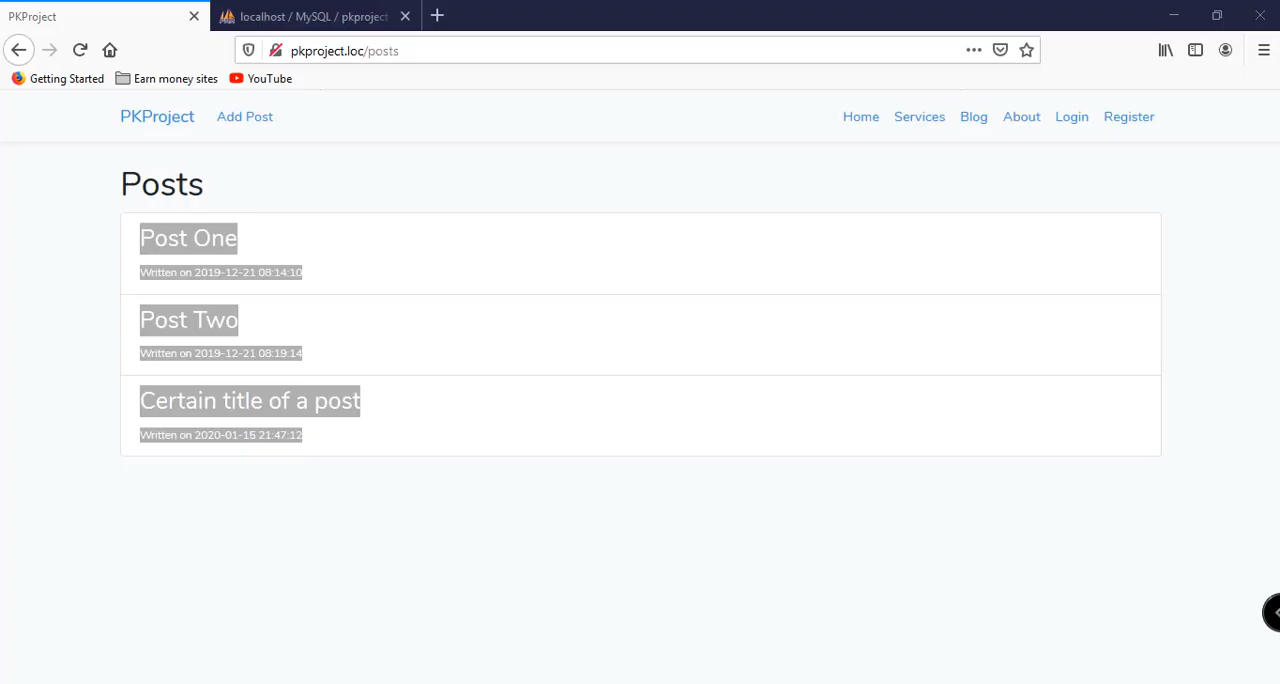 PKProject
localhost / MySQL / pkproject
pkproject.loc/posts
Getting Started Earn money sites YouTube
PKProject Add Post Home Services Blog About Login Register
Posts
Post One
Written on 2019-12-21 08:14:10
Post Two
Written on 2019-12-21 08:19:14
Certain title of a post
Written on 2020-01-15 21:47:12